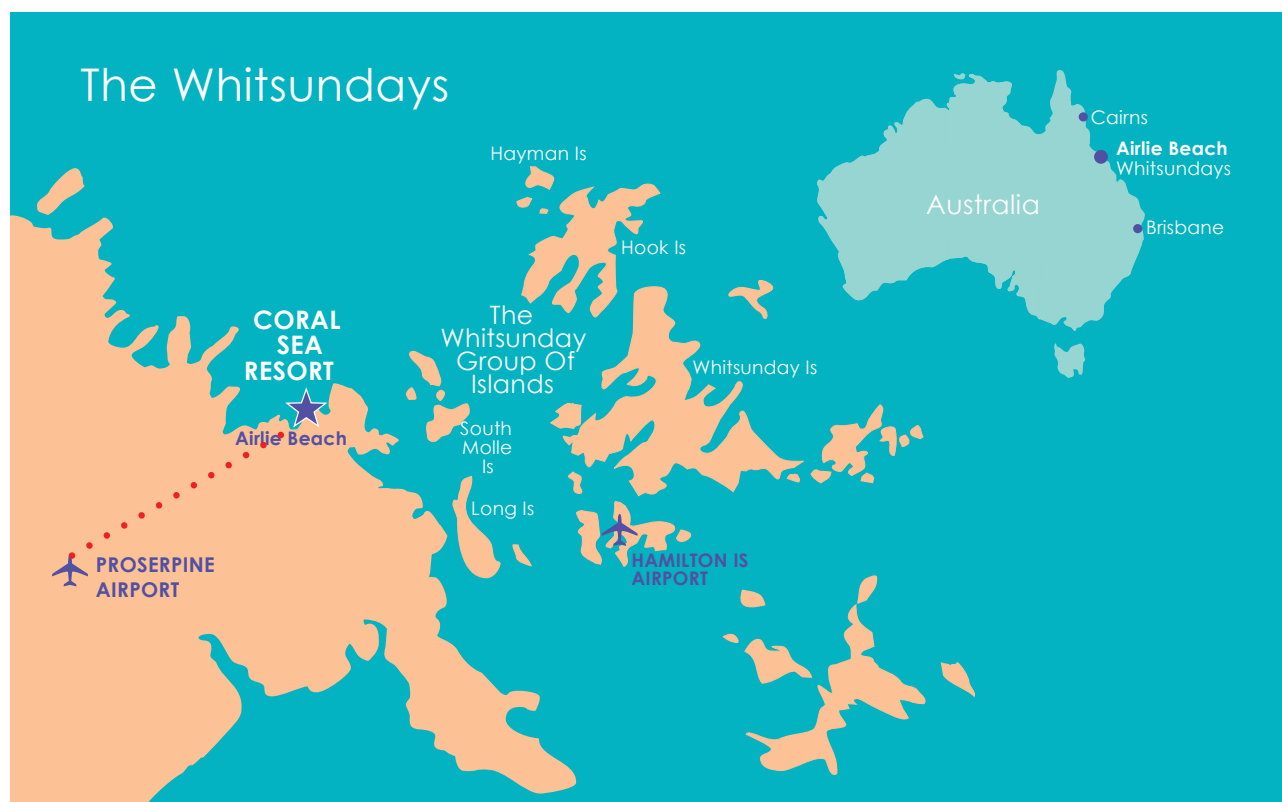 The Whitsundays
Cairns
Airlie Beach
Whitsundays
Australia
Brisbane
Hayman Is
Hook Is
The
Whitsunday
Group Of
Islands
CORAL
SEA
RESORT
Whitsunday Is
Airlie Beach
South
Molle
Is
Long Is
PROSERPINE
AIRPORT
HAMILTON IS
AIRPORT